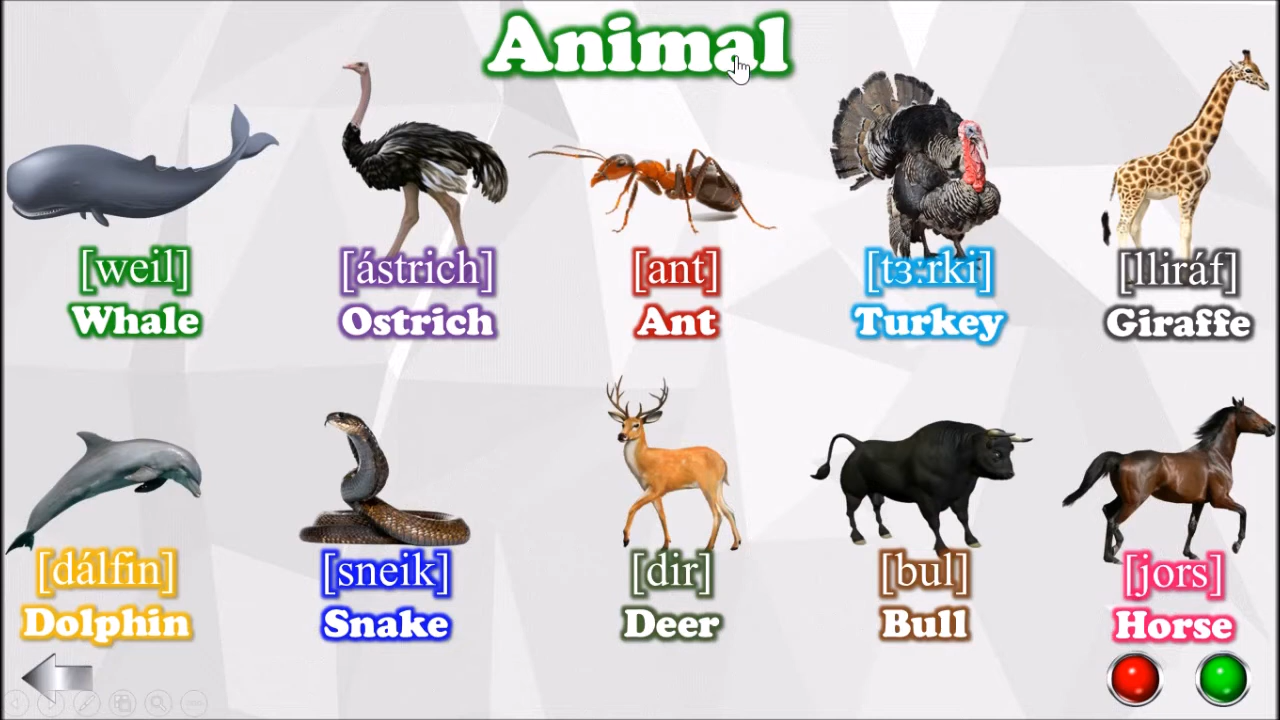 Animal
[weil]
Whale
[ástrich]
Ostrich
[ant]
Ant
[tɜ:rki]
Turkey
[lliráf]
Giraffe
[dálfin]
Dolphin
[sneik]
Snake
[dir]
Deer
[bul]
Bull
[jors]
Horse